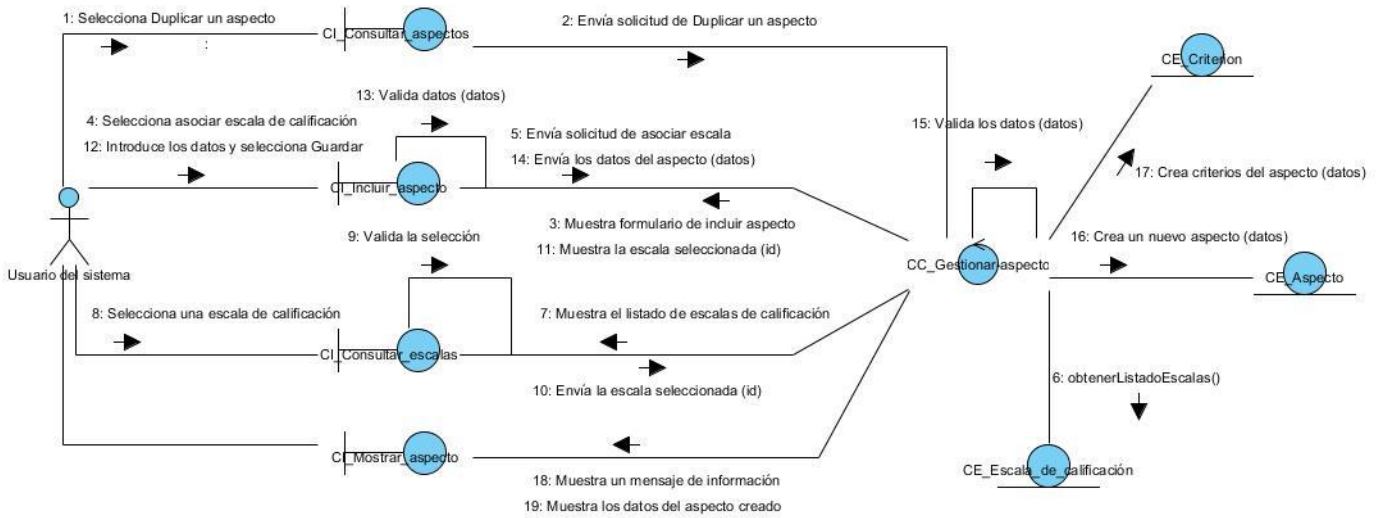 1: Selecciona Duplicar un aspecto
2: Envía solicitud de Duplicar un aspecto
:
CI_Consultar_aspectos
CE_Criterion
13: Valida datos (datos)
4: Selecciona asociar escala de calificación
12: Introduce los datos y selecciona Guardar
5: Envía solicitud de asociar escala
14: Envía los datos del aspecto (datos)
15: Valida los datos (datos)
17: Crea criterios del aspecto (datos)
CI_Incluir_aspecto
3: Muestra formulario de incluir aspecto
11: Muestra la escala seleccionada (id)
9: Valida la selección
16: Crea un nuevo aspecto (datos)
Usuario del sistema
CC_Gestionar-aspecto
CE_Aspecto
8: Selecciona una escala de calificación
7: Muestra el listado de escalas de calificación
CI_Consultar_escalas
10: Envía la escala seleccionada (id)
6: obtenerListadoEscalas()
CI_Mostrar_aspecto
CE_Escala_de_calificación
18: Muestra un mensaje de información
19: Muestra los datos del aspecto creado